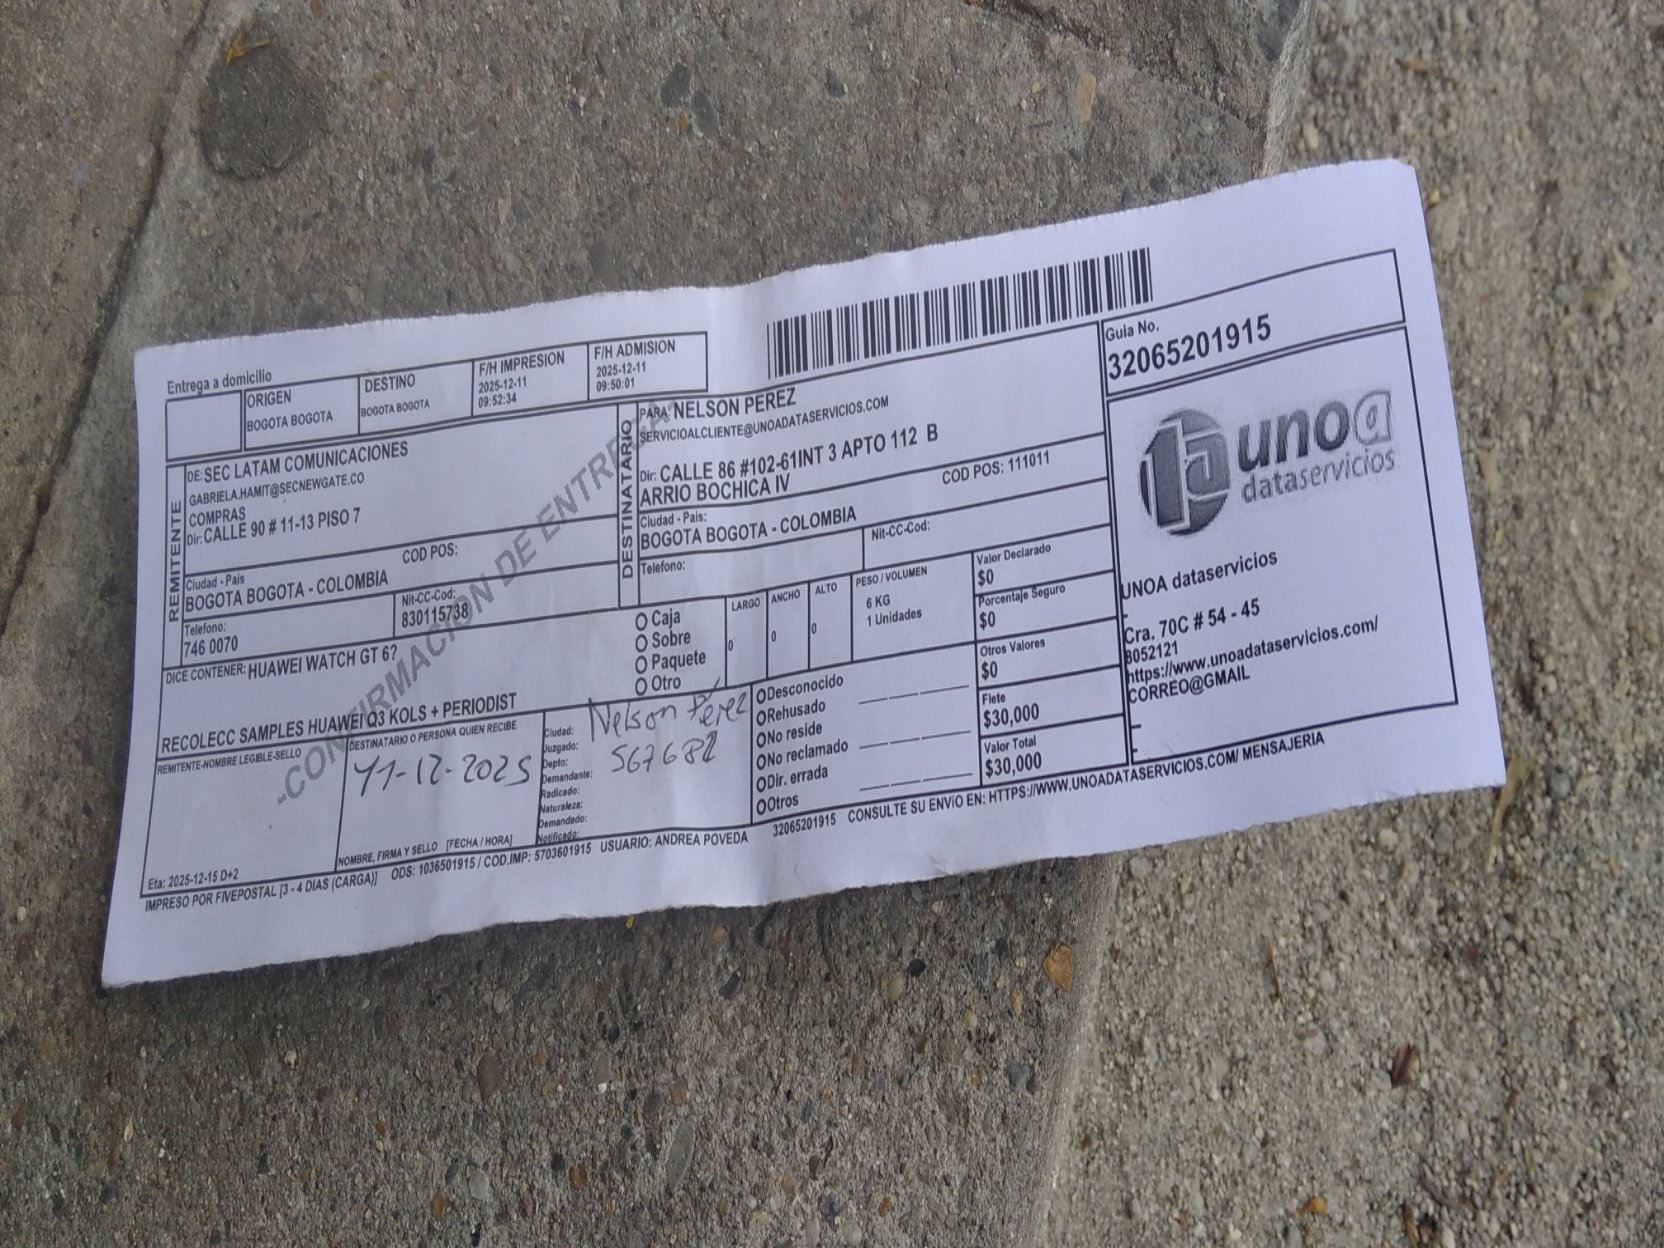 Entrega a domicilio
ORIGEN
BOGOTA BOGOTA
DESTINO
BOGOTA BOGOTA
F/H IMPRESION
2025-12-11
09:52:34
F/H ADMISION
2025-12-11
09:50:01
REMITENTE
DE: SEC LATAM COMUNICACIONES
GABRIELA.HAMIT@SECNEWGATE.CO
COMPRAS
Dir: CALLE 90 # 11-13 PISO 7
COD POS:
Ciudad - Pais
BOGOTA BOGOTA - COLOMBIA
Telefono:
746 0070
Nit-CC-Cod:
830115738
DESTINATARIO
PARA: NELSON PEREZ
SERVICIOALCLIENTE@UNOADATASERVICIOS.COM
Dir: CALLE 86 #102-61INT 3 APTO 112 B
ARRIO BOCHICA IV
COD POS: 111011
Ciudad - Pais:
BOGOTA BOGOTA - COLOMBIA
Telefono:
Nit-CC-Cod:
DICE CONTENER: HUAWEI WATCH GT 6?
RECOLECC SAMPLES HUAWEI Q3 KOLS + PERIODIST
Caja
Sobre
Paquete
Otro
LARGO
0
ANCHO
0
ALTO
0
PESO / VOLUMEN
6 KG
1 Unidades
Valor Declarado
$0
Porcentaje Seguro
$0
Otros Valores
$0
Flete
$30,000
Valor Total
$30,000
REMITENTE-NOMBRE LEGIBLE-SELLO
Eta: 2025-12-15 D+2
DESTINATARIO O PERSONA QUIEN RECIBE
11-12-2025
NOMBRE, FIRMA Y SELLO [FECHA / HORA]
Ciudad:
Juzgado:
Depto:
Demandante:
Radicado:
Naturaleza:
Demandado:
Notificado:
Nelson Pérez
567682
Desconocido
Rehusado
No reside
No reclamado
Dir. errada
Otros
-CONFIRMACION DE ENTREGA-
Guia No.
32065201915
1a unoa
dataservicios
UNOA dataservicios
-
Cra. 70C # 54 - 45
8052121
https://www.unoadataservicios.com/
CORREO@GMAIL
-
-
-
IMPRESO POR FIVEPOSTAL [3 - 4 DIAS (CARGA)] ODS: 1036501915 / COD.IMP: 5703601915 USUARIO: ANDREA POVEDA 32065201915 CONSULTE SU ENVíO EN: HTTPS://WWW.UNOADATASERVICIOS.COM/ MENSAJERIA